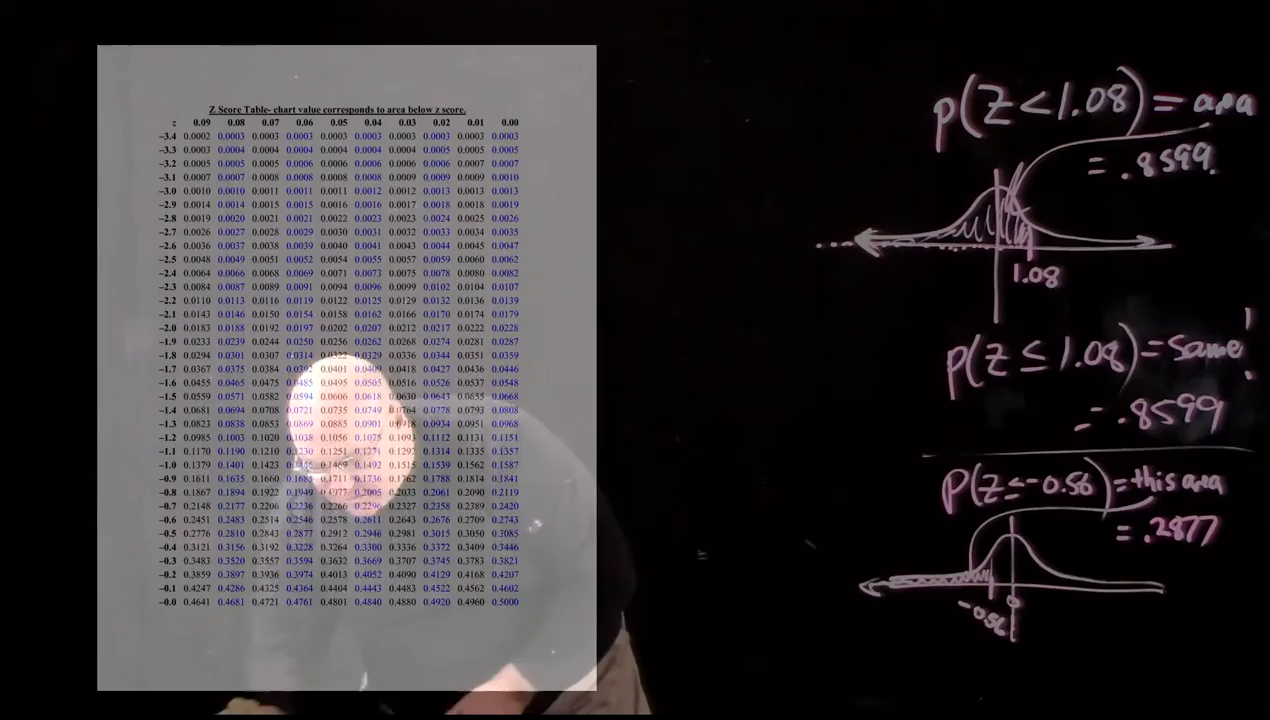 Z Score Table- chart value corresponds to area below z score.
z 0.09 0.08 0.07 0.06 0.05 0.04 0.03 0.02 0.01 0.00
−3.4 0.0002 0.0003 0.0003 0.0003 0.0003 0.0003 0.0003 0.0003 0.0003 0.0003
−3.3 0.0003 0.0004 0.0004 0.0004 0.0004 0.0004 0.0004 0.0005 0.0005 0.0005
−3.2 0.0005 0.0005 0.0005 0.0006 0.0006 0.0006 0.0006 0.0006 0.0007 0.0007
−3.1 0.0007 0.0007 0.0008 0.0008 0.0008 0.0008 0.0009 0.0009 0.0009 0.0010
−3.0 0.0010 0.0010 0.0011 0.0011 0.0011 0.0012 0.0012 0.0013 0.0013 0.0013
−2.9 0.0014 0.0014 0.0015 0.0015 0.0016 0.0016 0.0017 0.0018 0.0018 0.0019
−2.8 0.0019 0.0020 0.0021 0.0021 0.0022 0.0023 0.0023 0.0024 0.0025 0.0026
−2.7 0.0026 0.0027 0.0028 0.0029 0.0030 0.0031 0.0032 0.0033 0.0034 0.0035
−2.6 0.0036 0.0037 0.0038 0.0039 0.0040 0.0041 0.0043 0.0044 0.0045 0.0047
−2.5 0.0048 0.0049 0.0051 0.0052 0.0054 0.0055 0.0057 0.0059 0.0060 0.0062
−2.4 0.0064 0.0066 0.0068 0.0069 0.0071 0.0073 0.0075 0.0078 0.0080 0.0082
−2.3 0.0084 0.0087 0.0089 0.0091 0.0094 0.0096 0.0099 0.0102 0.0104 0.0107
−2.2 0.0110 0.0113 0.0116 0.0119 0.0122 0.0125 0.0129 0.0132 0.0136 0.0139
−2.1 0.0143 0.0146 0.0150 0.0154 0.0158 0.0162 0.0166 0.0170 0.0174 0.0179
−2.0 0.0183 0.0188 0.0192 0.0197 0.0202 0.0207 0.0212 0.0217 0.0222 0.0228
−1.9 0.0233 0.0239 0.0244 0.0250 0.0256 0.0262 0.0268 0.0274 0.0281 0.0287
−1.8 0.0294 0.0301 0.0307 0.0314 0.0322 0.0329 0.0336 0.0344 0.0351 0.0359
−1.7 0.0367 0.0375 0.0384 0.0392 0.0401 0.0409 0.0418 0.0427 0.0436 0.0446
−1.6 0.0455 0.0465 0.0475 0.0485 0.0495 0.0505 0.0516 0.0526 0.0537 0.0548
−1.5 0.0559 0.0571 0.0582 0.0594 0.0606 0.0618 0.0630 0.0643 0.0655 0.0668
−1.4 0.0681 0.0694 0.0708 0.0721 0.0735 0.0749 0.0764 0.0778 0.0793 0.0808
−1.3 0.0823 0.0838 0.0853 0.0869 0.0885 0.0901 0.0918 0.0934 0.0951 0.0968
−1.2 0.0985 0.1003 0.1020 0.1038 0.1056 0.1075 0.1093 0.1112 0.1131 0.1151
−1.1 0.1170 0.1190 0.1210 0.1230 0.1251 0.1271 0.1292 0.1314 0.1335 0.1357
−1.0 0.1379 0.1401 0.1423 0.1446 0.1469 0.1492 0.1515 0.1539 0.1562 0.1587
−0.9 0.1611 0.1635 0.1660 0.1685 0.1711 0.1736 0.1762 0.1788 0.1814 0.1841
−0.8 0.1867 0.1894 0.1922 0.1949 0.1977 0.2005 0.2033 0.2061 0.2090 0.2119
−0.7 0.2148 0.2177 0.2206 0.2236 0.2266 0.2296 0.2327 0.2358 0.2389 0.2420
−0.6 0.2451 0.2483 0.2514 0.2546 0.2578 0.2611 0.2643 0.2676 0.2709 0.2743
−0.5 0.2776 0.2810 0.2843 0.2877 0.2912 0.2946 0.2981 0.3015 0.3050 0.3085
−0.4 0.3121 0.3156 0.3192 0.3228 0.3264 0.3300 0.3336 0.3372 0.3409 0.3446
−0.3 0.3483 0.3520 0.3557 0.3594 0.3632 0.3669 0.3707 0.3745 0.3783 0.3821
−0.2 0.3859 0.3897 0.3936 0.3974 0.4013 0.4052 0.4090 0.4129 0.4168 0.4207
−0.1 0.4247 0.4286 0.4325 0.4364 0.4404 0.4443 0.4483 0.4522 0.4562 0.4602
−0.0 0.4641 0.4681 0.4721 0.4761 0.4801 0.4840 0.4880 0.4920 0.4960 0.5000
p(Z<1.08)=area
=.8599.
1.08
p(Z≤1.08)=same!
=.8599
P(Z≤-0.56)=this area
=.2877
-0.56 0